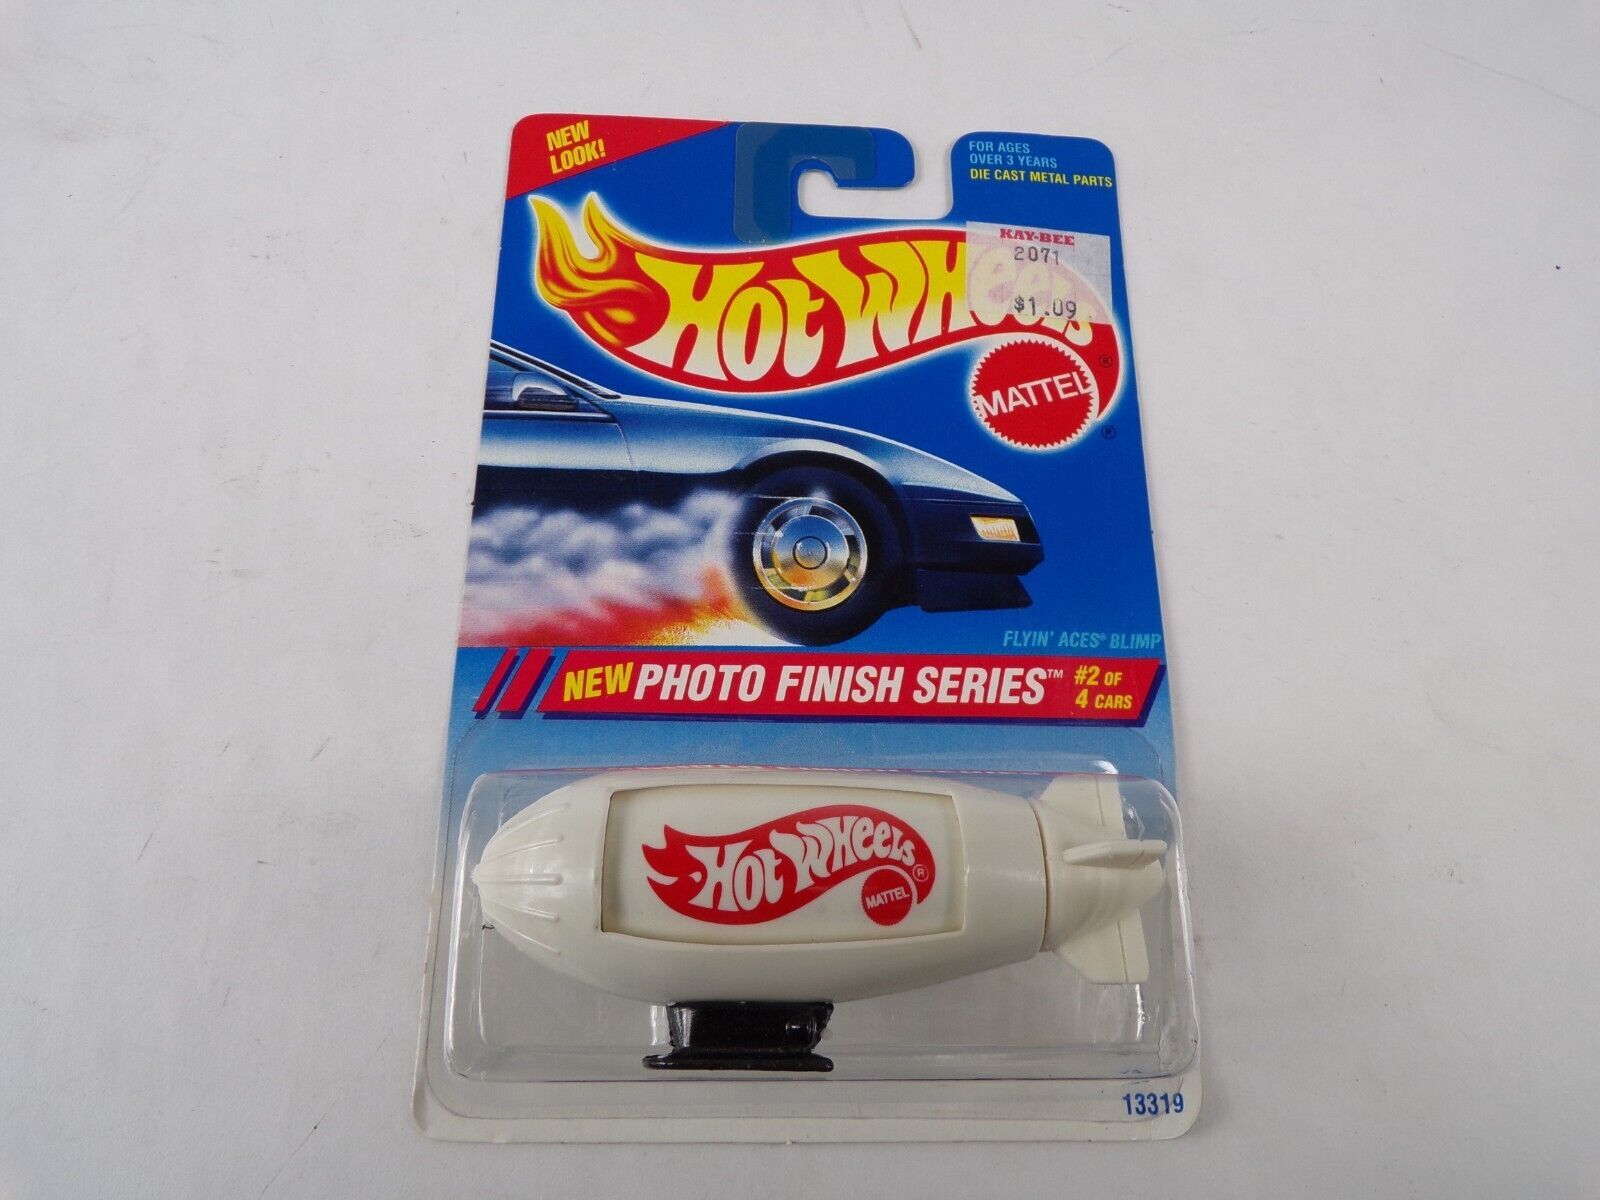 NEW
LOOK!
FOR AGES
OVER 3 YEARS
DIE CAST METAL PARTS
KAY-BEE
2071
$1.09
HOT WHEELS
®
MATTEL
®
FLYIN' ACES® BLIMP
NEW PHOTO FINISH SERIES™ #2 OF
4 CARS
HOT WHEELS
®
MATTEL
13319